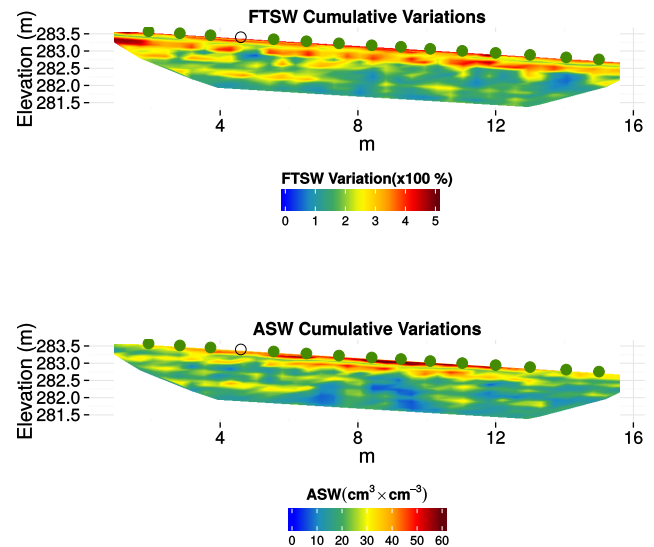 FTSW Cumulative Variations
Elevation (m)
283.5
283.0
282.5
282.0
281.5
4 8 12 16
m
FTSW Variation(x100 %)
0 1 2 3 4 5
ASW Cumulative Variations
Elevation (m)
283.5
283.0
282.5
282.0
281.5
4 8 12 16
m
ASW(cm³×cm⁻³)
0 10 20 30 40 50 60